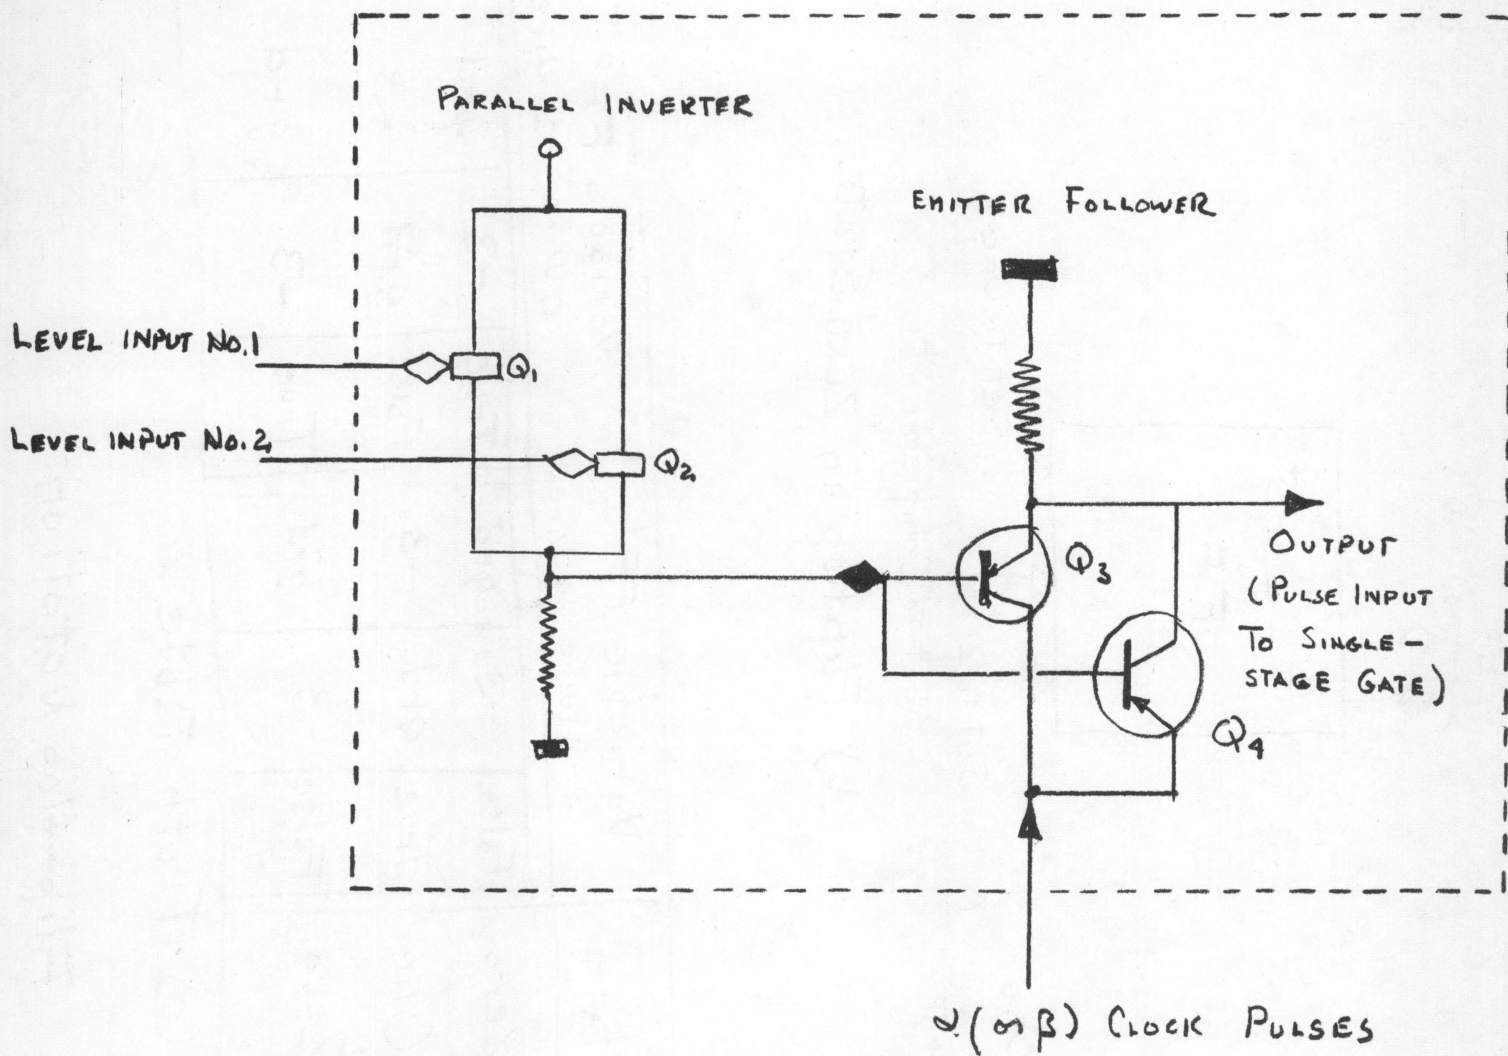 PARALLEL INVERTER
EMITTER FOLLOWER
LEVEL INPUT No.1
Q1
LEVEL INPUT No.2
Q2
Q3
OUTPUT
(PULSE INPUT
TO SINGLE-
STAGE GATE)
Q4
α (or β) CLOCK PULSES